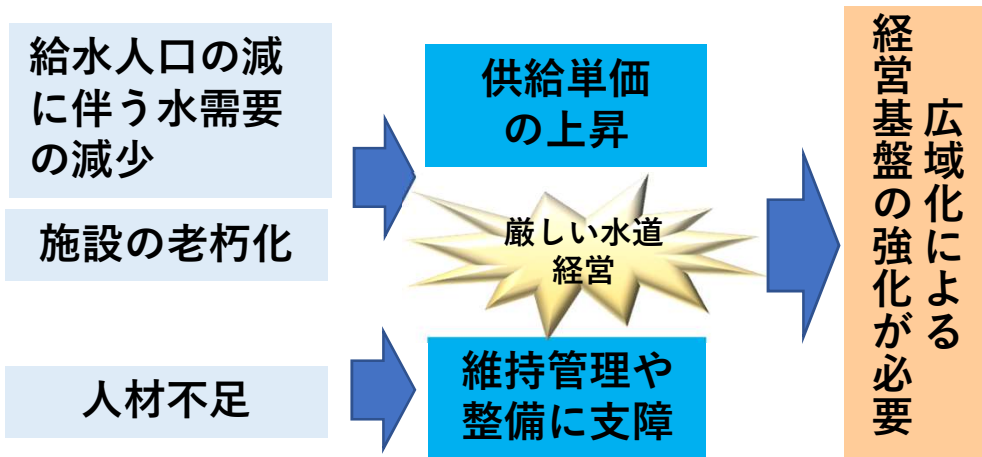 給水人口の減
に伴う水需要
の減少
施設の老朽化
人材不足
供給単価
の上昇
厳しい水道
経営
維持管理や
整備に支障
広域化による
経営基盤の強化が必要